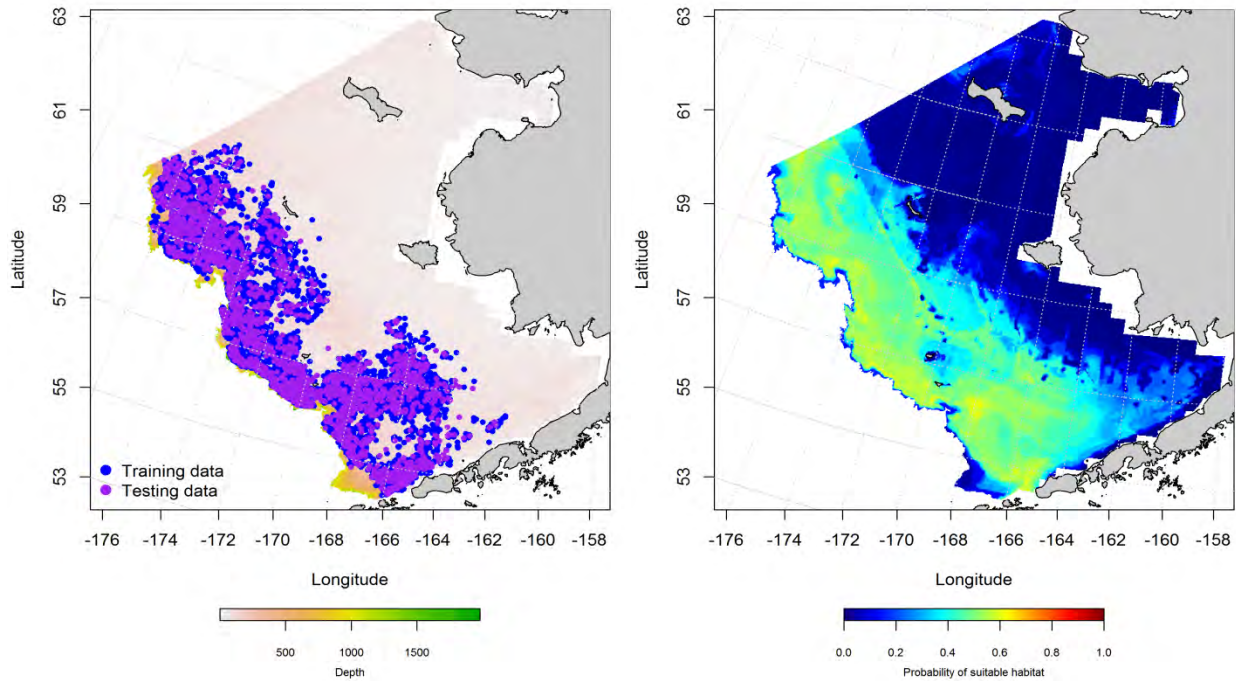 63
61
59
57
55
53
Latitude
Training data
Testing data
-176 -174 -172 -170 -168 -166 -164 -162 -160 -158
Longitude
500 1000 1500
Depth
63
61
59
57
55
53
Latitude
-176 -174 -172 -170 -168 -166 -164 -162 -160 -158
Longitude
0.0 0.2 0.4 0.6 0.8 1.0
Probability of suitable habitat